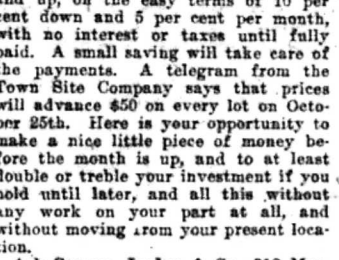 and up, on the easy terms of 10 per
cent down and 5 per cent per month,
with no interest or taxes until fully
paid. A small saving will take care of
the payments. A telegram from the
Town Site Company says that prices
will advance $50 on every lot on Octo-
ber 25th. Here is your opportunity to
make a nice little piece of money be-
fore the month is up, and to at least
double or treble your investment if you
hold until later, and all this without
any work on your part at all, and
without moving from your present loca-
tion.